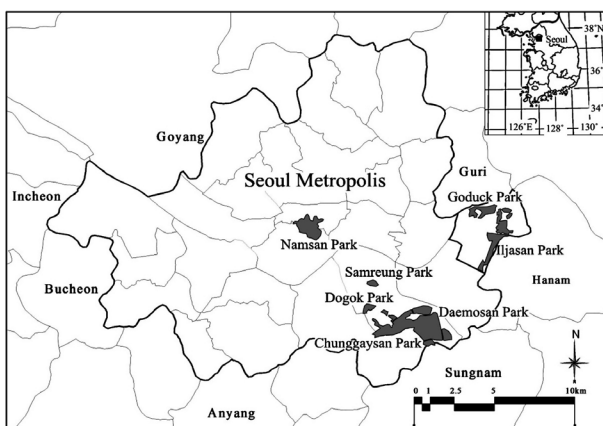 38°N
Seoul
36°
34°
126°E 128° 130°
Goyang
Guri
Seoul Metropolis
Incheon
Goduck Park
Namsan Park
Iljasan Park
Samreung Park
Hanam
Bucheon
Dogok Park
Daemosan Park
Chunggaysan Park
N
Sungnam
0 1 2.5 5 10km
Anyang